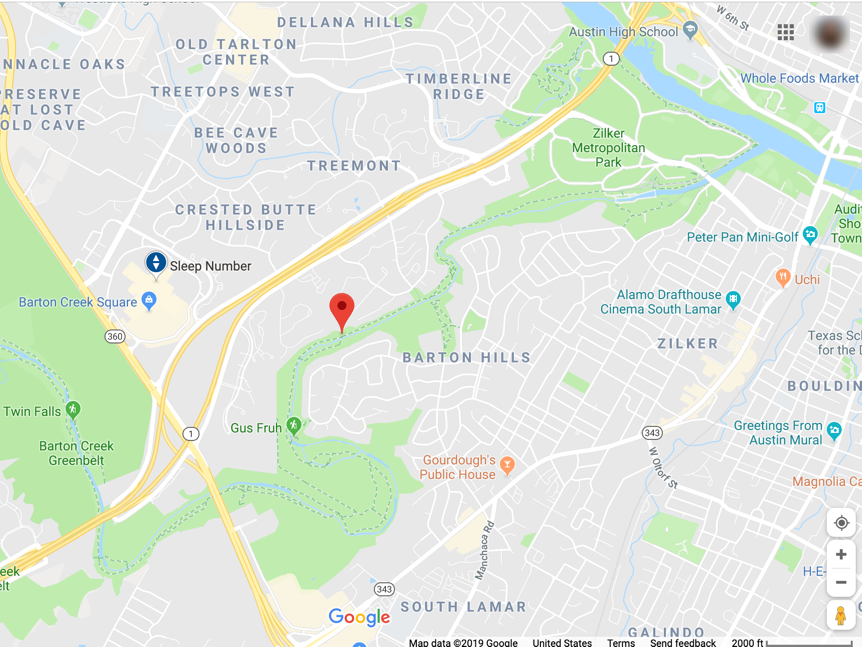 DELLANA HILLS
W 6th St
Austin High School
OLD TARLTON
CENTER
1
NNACLE OAKS
TIMBERLINE
RIDGE
Whole Foods Market
TREETOPS WEST
PRESERVE
AT LOST
OLD CAVE
BEE CAVE
WOODS
Zilker
Metropolitan
Park
TREEMONT
CRESTED BUTTE
HILLSIDE
Audit
Sho
Town
Peter Pan Mini-Golf
Sleep Number
Uchi
Barton Creek Square
Alamo Drafthouse
Cinema South Lamar
360
ZILKER
Texas Sch
for the D
BARTON HILLS
BOULDIN
Twin Falls
Gus Fruh
1
343
Greetings From
Austin Mural
Barton Creek
Greenbelt
Gourdough's
Public House
W Oltorf St
Magnolia Ca
Manchaca Rd
eek
elt
H-E-
343
SOUTH LAMAR
Google
GALINDO
Map data ©2019 Google United States Terms Send feedback 2000 ft